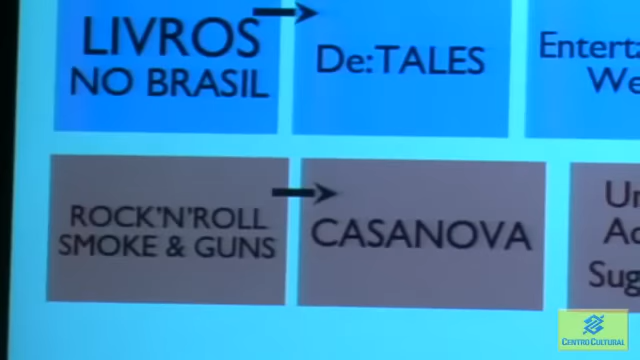 LIVROS
NO BRASIL
De:TALES
ROCK'N'ROLL
SMOKE & GUNS
CASANOVA
CENTRO CULTURAL